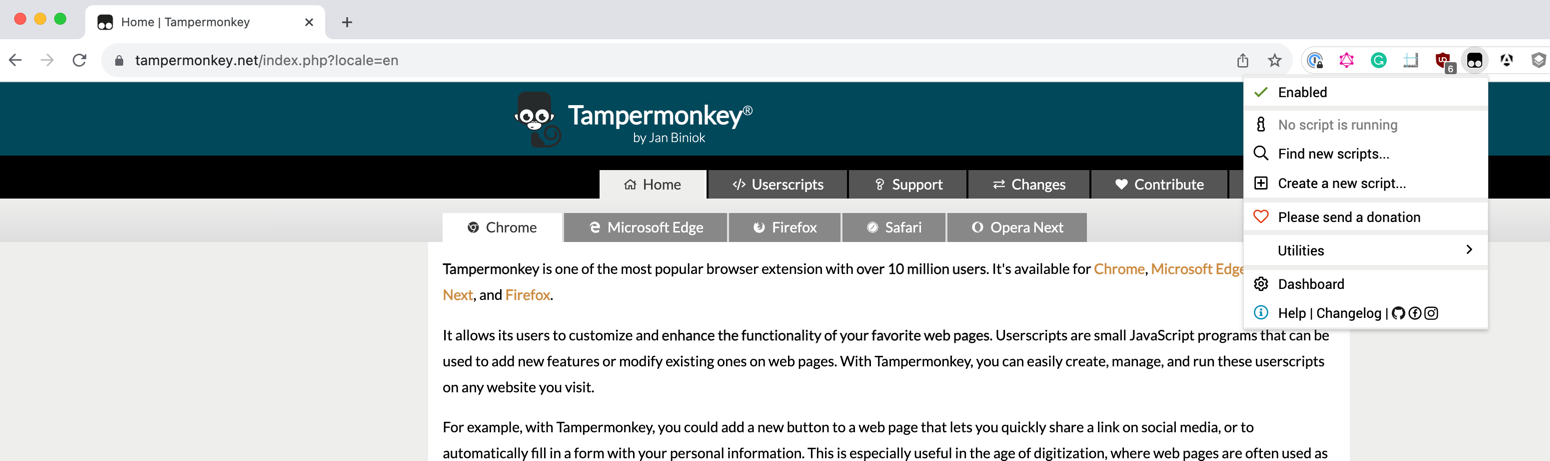 Home | Tampermonkey
tampermonkey.net/index.php?locale=en
6
Tampermonkey®
by Jan Biniok
Home
Userscripts
Support
Changes
Contribute
Chrome
Microsoft Edge
Firefox
Safari
Opera Next
Enabled
No script is running
Find new scripts...
Create a new script...
Please send a donation
Utilities
Dashboard
Help | Changelog |
Tampermonkey is one of the most popular browser extension with over 10 million users. It's available for Chrome, Microsoft Edge
Next, and Firefox.
It allows its users to customize and enhance the functionality of your favorite web pages. Userscripts are small JavaScript programs that can be
used to add new features or modify existing ones on web pages. With Tampermonkey, you can easily create, manage, and run these userscripts
on any website you visit.
For example, with Tampermonkey, you could add a new button to a web page that lets you quickly share a link on social media, or to
automatically fill in a form with your personal information. This is especially useful in the age of digitization, where web pages are often used as